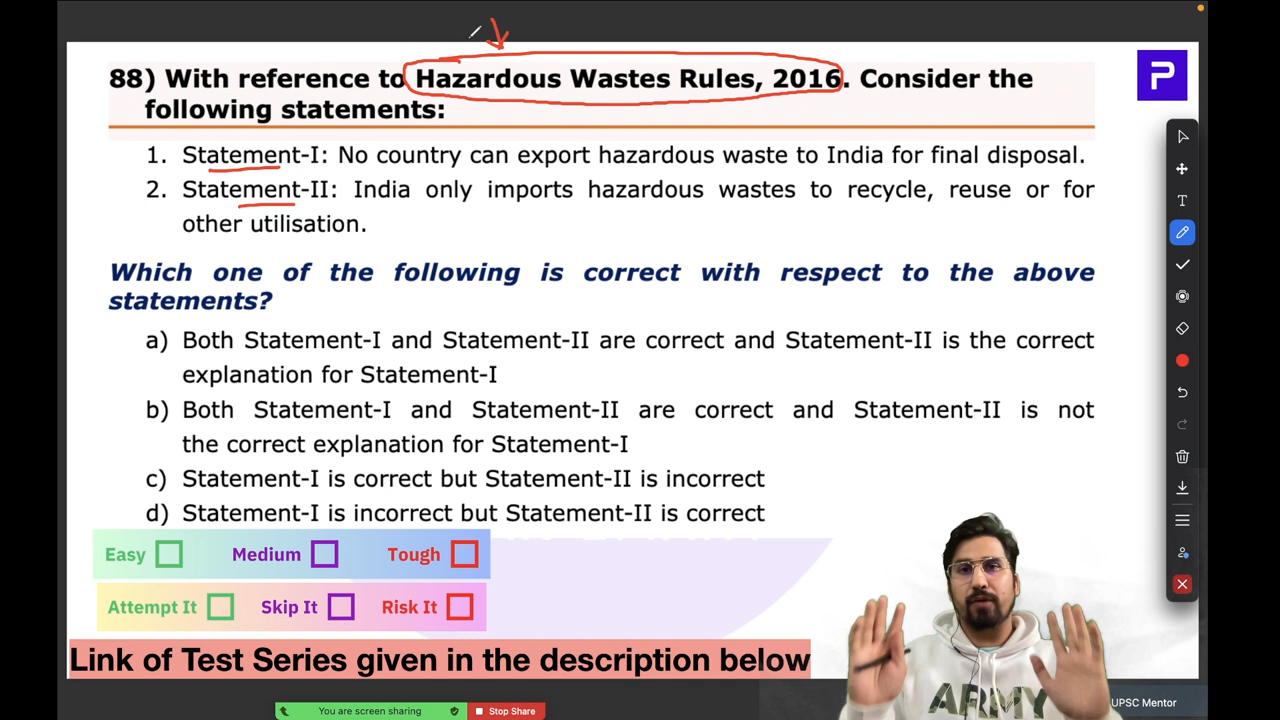 88) With reference to Hazardous Wastes Rules, 2016. Consider the
following statements:
1. Statement-I: No country can export hazardous waste to India for final disposal.
2. Statement-II: India only imports hazardous wastes to recycle, reuse or for
other utilisation.
Which one of the following is correct with respect to the above
statements?
a) Both Statement-I and Statement-II are correct and Statement-II is the correct
explanation for Statement-I
b) Both Statement-I and Statement-II are correct and Statement-II is not
the correct explanation for Statement-I
c) Statement-I is correct but Statement-II is incorrect
d) Statement-I is incorrect but Statement-II is correct
Easy Medium Tough
Attempt It Skip It Risk It
Link of Test Series given in the description below
ARMY
UPSC Mentor
You are screen sharing Stop Share